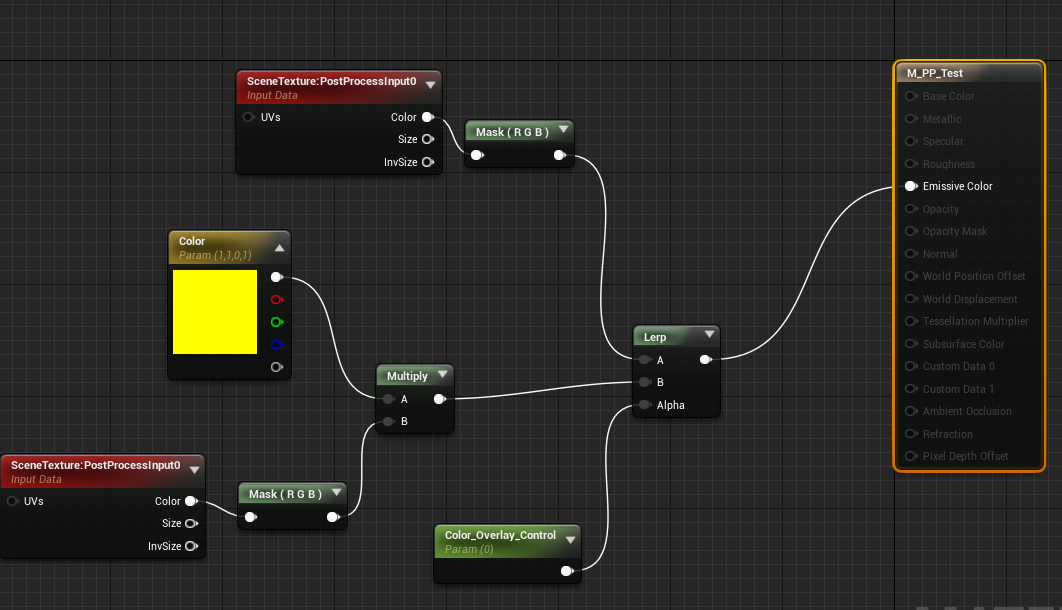 SceneTexture:PostProcessInput0
Input Data
UVs
Color
Size
InvSize
Mask ( R G B )
Color
Param (1,1,0,1)
Multiply
A
B
SceneTexture:PostProcessInput0
Input Data
UVs
Color
Size
InvSize
Mask ( R G B )
Color_Overlay_Control
Param (0)
Lerp
A
B
Alpha
M_PP_Test
Base Color
Metallic
Specular
Roughness
Emissive Color
Opacity
Opacity Mask
Normal
World Position Offset
World Displacement
Tessellation Multiplier
Subsurface Color
Custom Data 0
Custom Data 1
Ambient Occlusion
Refraction
Pixel Depth Offset